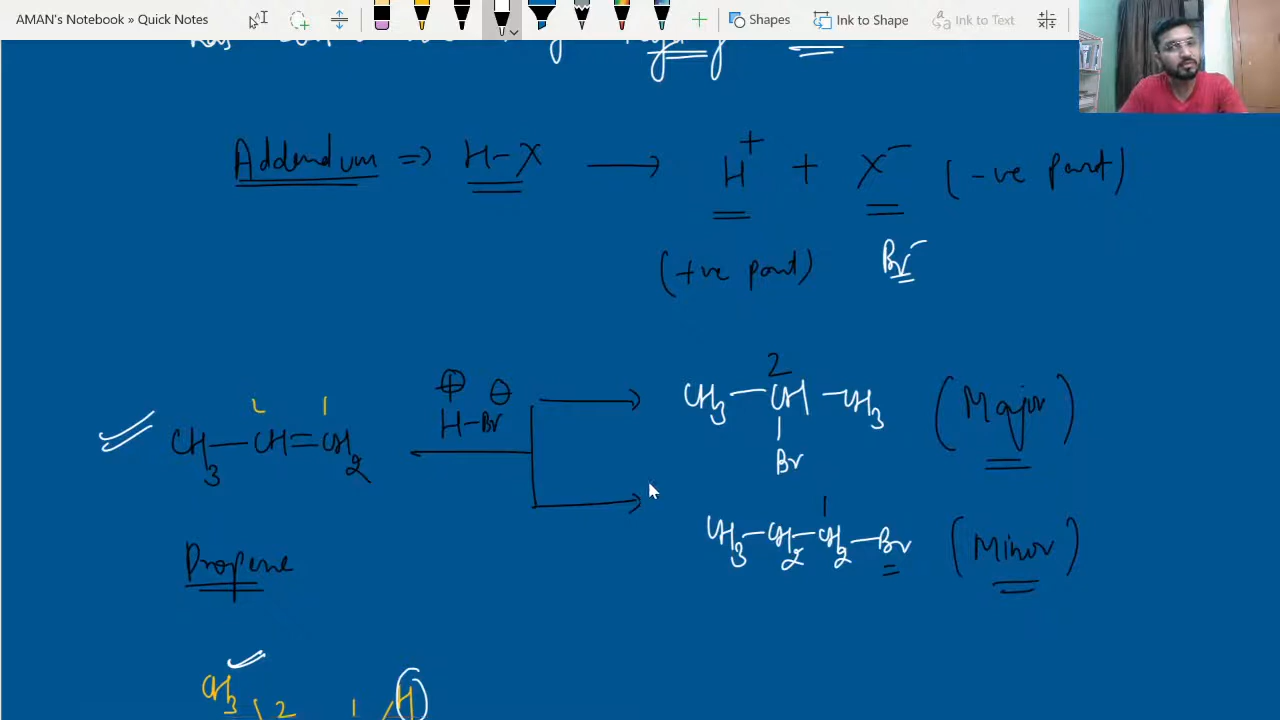 AMAN's Notebook » Quick Notes
Shapes
Ink to Shape
Ink to Text
Addendum ⇒ H-X → H⁺ + X⁻ (-ve part)
(+ve part) Br⁻
2
⊕ ⊖
CH3-CH-CH3 (Major)
2 1
H-Br
CH3-CH=CH2
Br
1
CH3-CH2-CH2-Br (Minor)
Propene
CH3
H
2 1